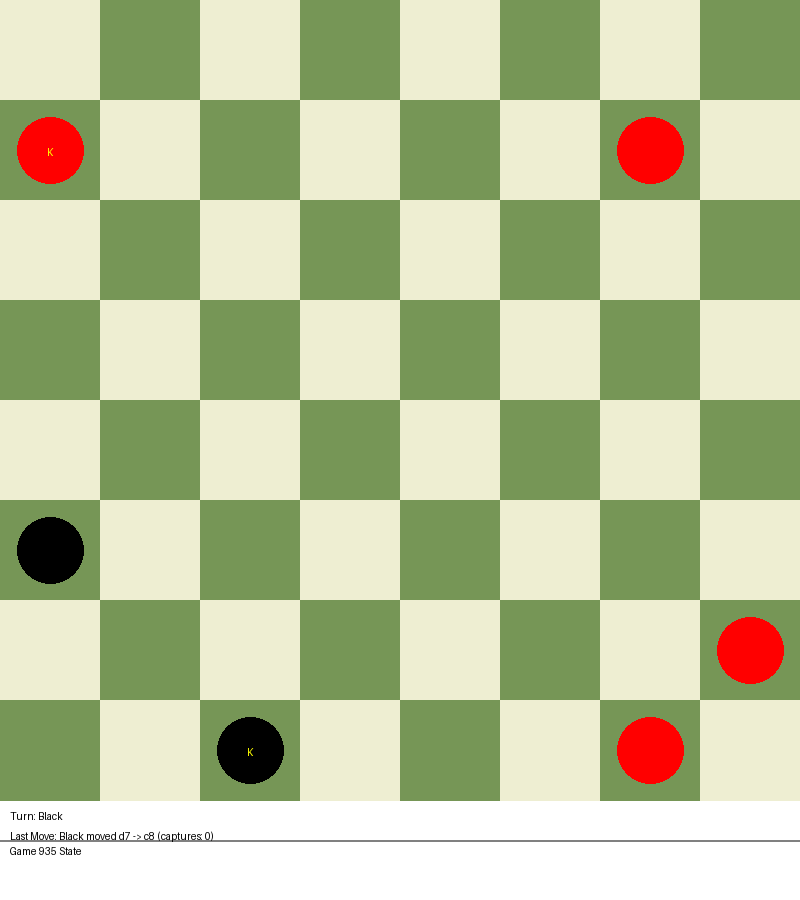 K
K
Turn: Black
Last Move: Black moved d7 -> c8 (captures: 0)
Game 935 State